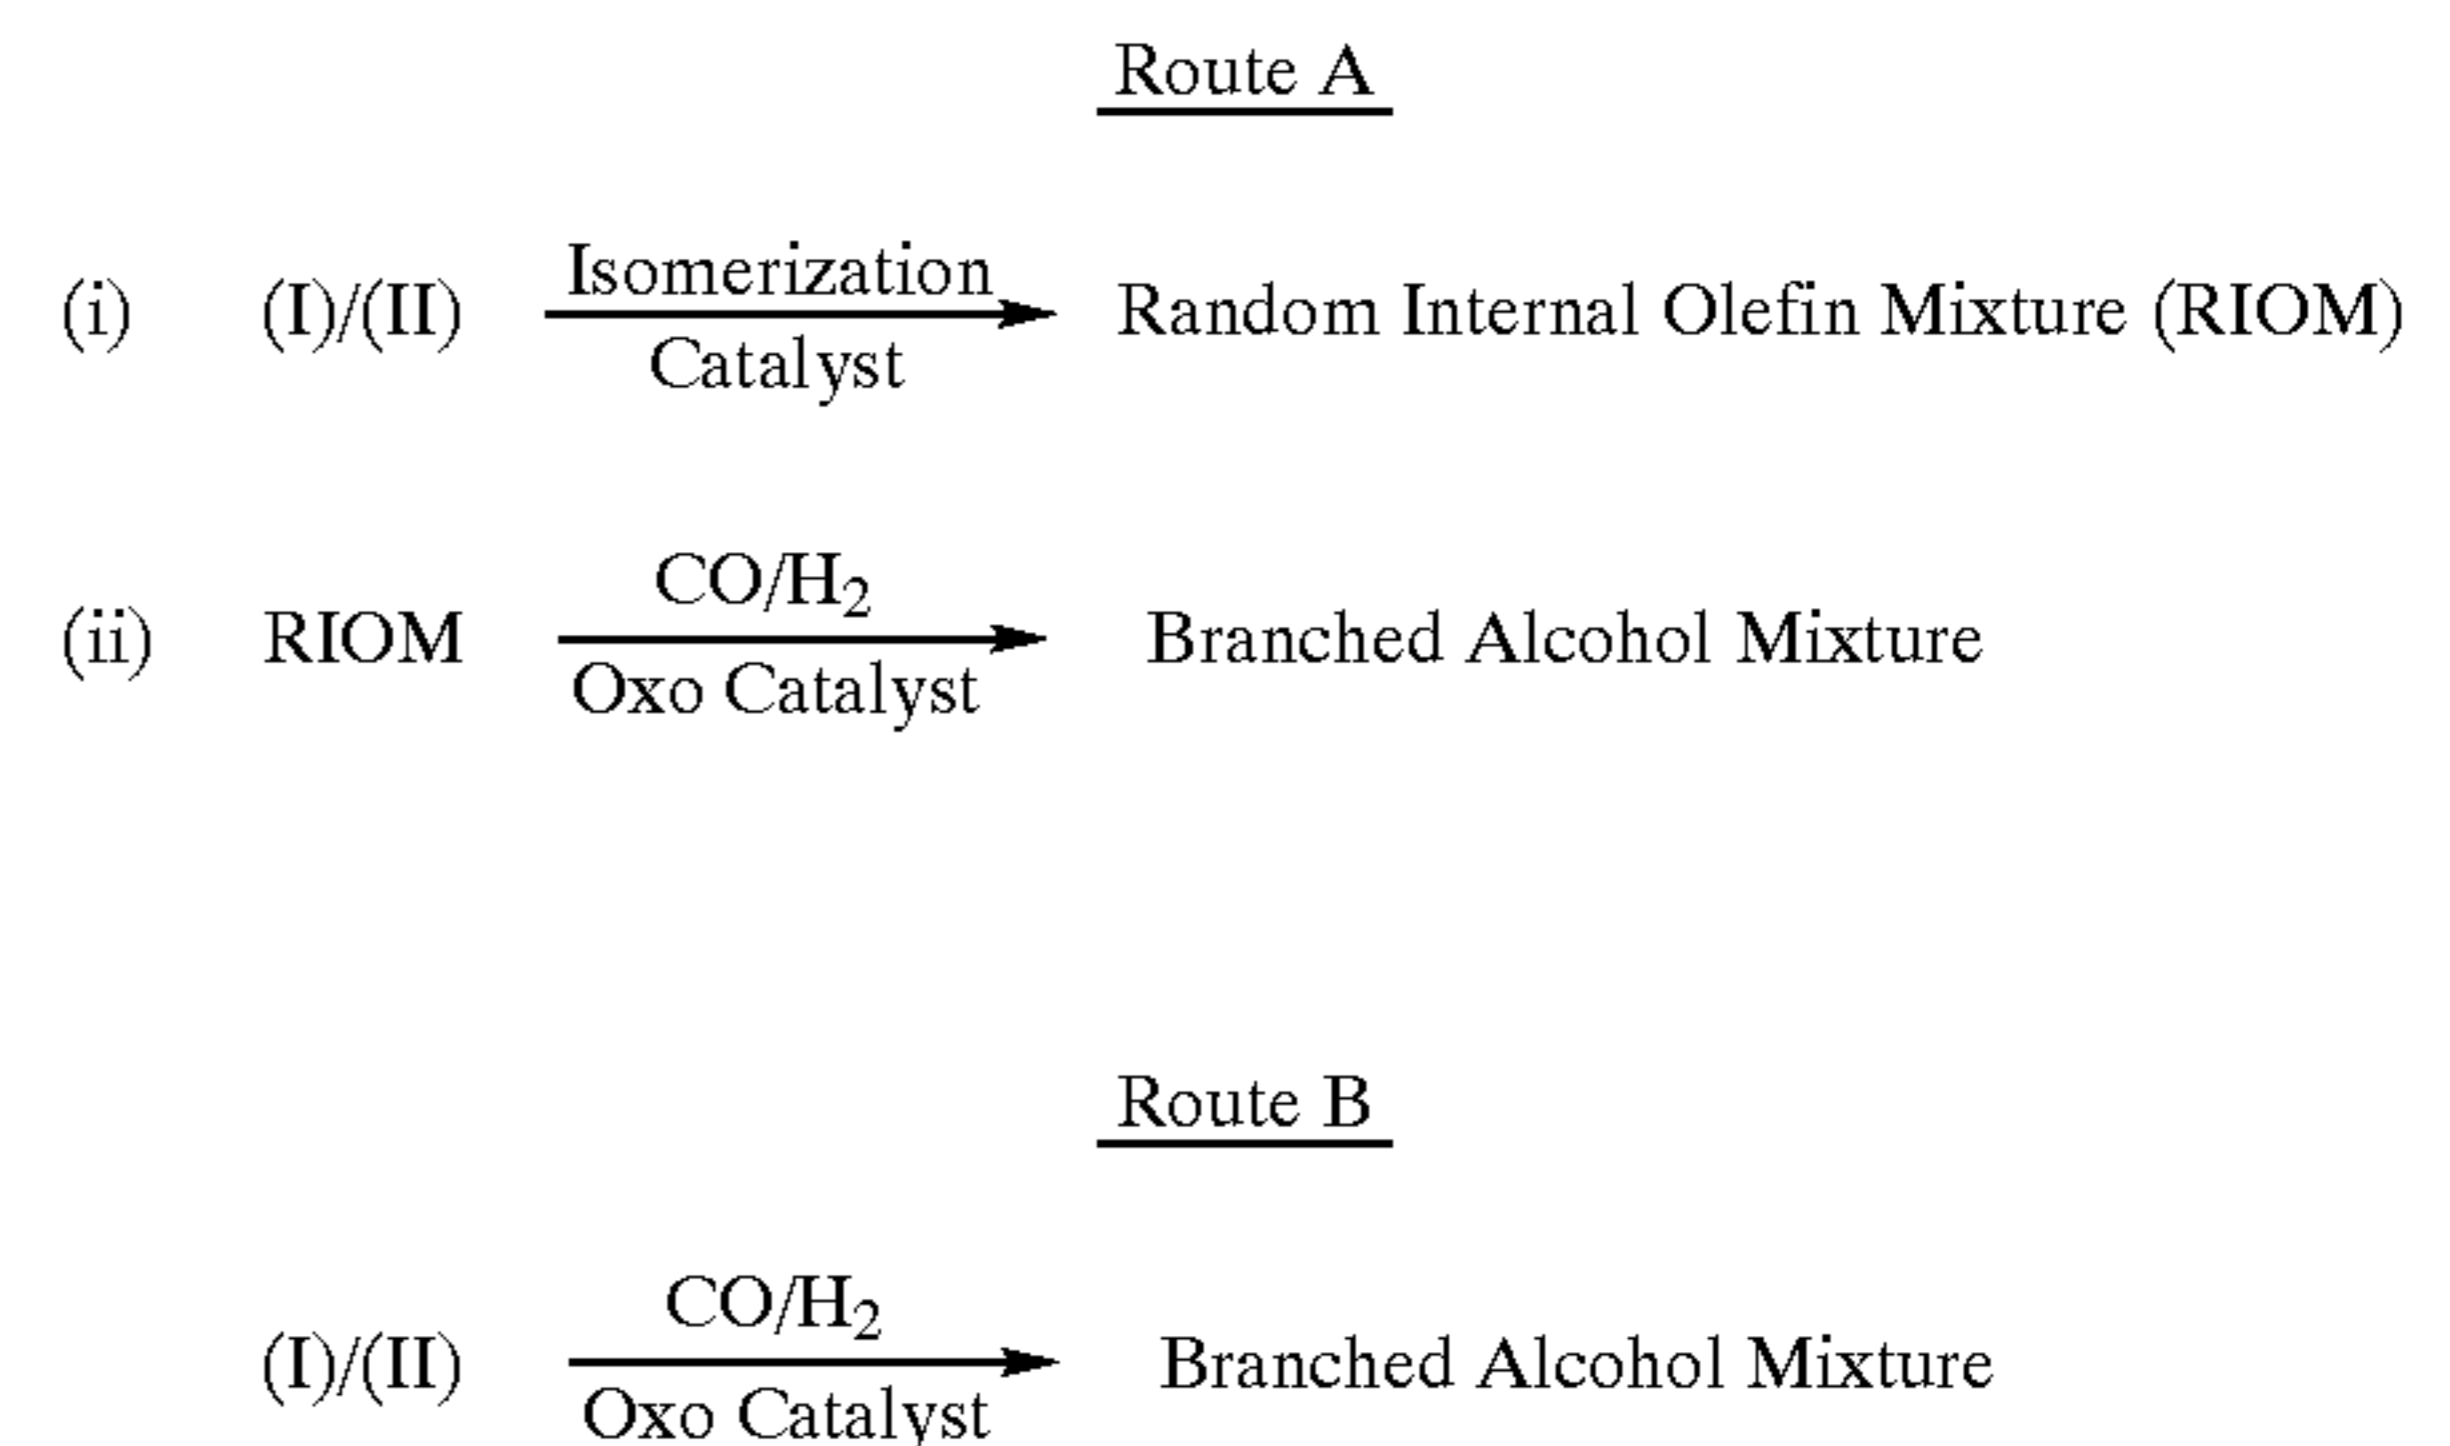 Route A
Isomerization
(i) (I)/(II) Random Internal Olefin Mixture (RIOM)
Catalyst
CO/H2
(ii) RIOM Branched Alcohol Mixture
Oxo Catalyst
Route B
CO/H2
(I)/(II) Branched Alcohol Mixture
Oxo Catalyst